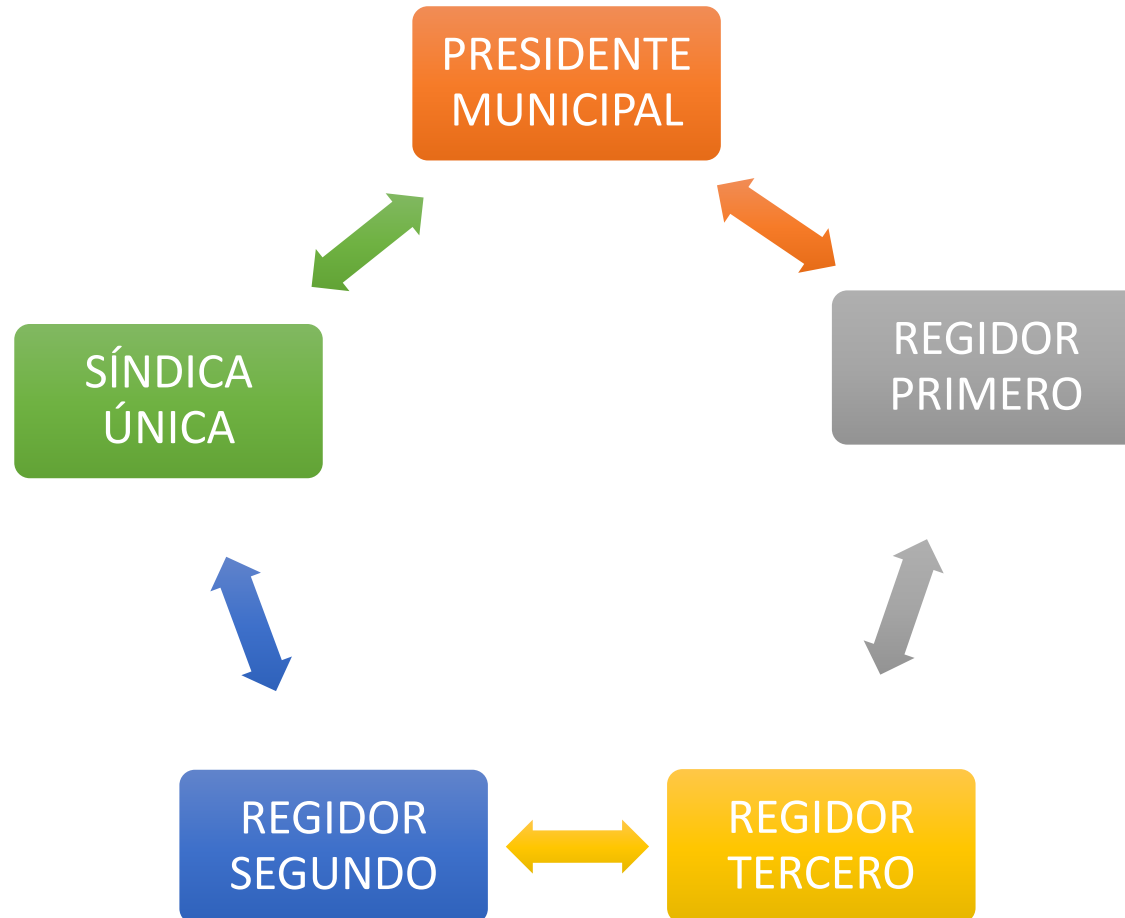 PRESIDENTE
MUNICIPAL
SÍNDICA
ÚNICA
REGIDOR
PRIMERO
REGIDOR
SEGUNDO
REGIDOR
TERCERO